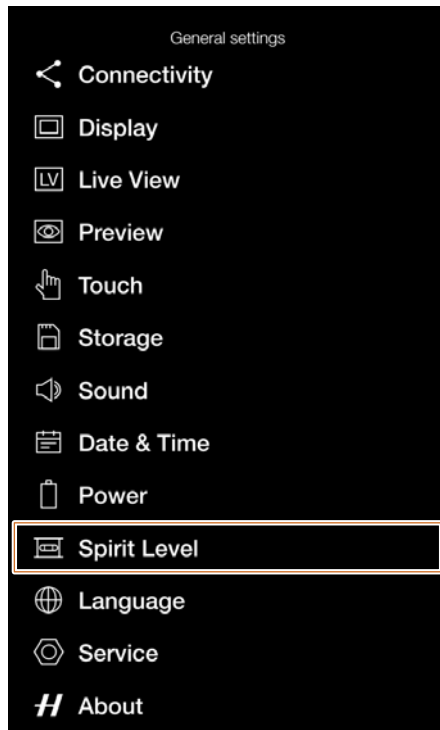 General settings
Connectivity
Display
LV Live View
Preview
Touch
Storage
Sound
Date & Time
Power
Spirit Level
Language
Service
H About